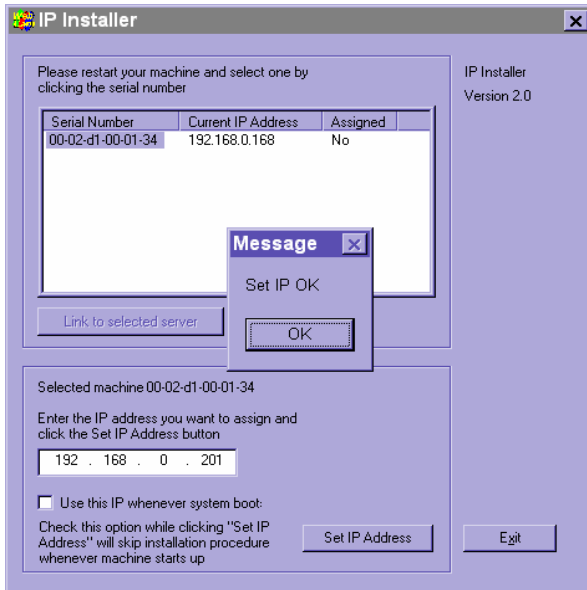 IP Installer
Please restart your machine and select one by
clicking the serial number
IP Installer
Version 2.0
Serial Number Current IP Address Assigned
00-02-d1-00-01-34 192.168.0.168 No
Message
Set IP OK
OK
Link to selected server
Selected machine 00-02-d1-00-01-34
Enter the IP address you want to assign and
click the Set IP Address button
192 . 168 . 0 . 201
Use this IP whenever system boot:
Check this option while clicking "Set IP
Address" will skip installation procedure
whenever machine starts up
Set IP Address
Exit